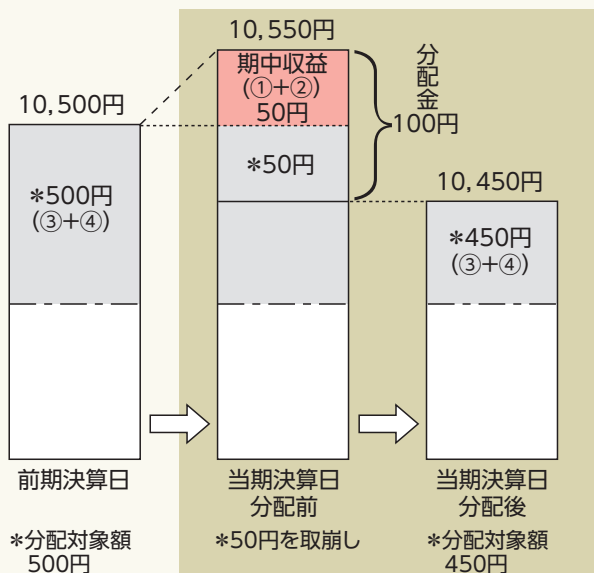 10,550円
期中収益
(①+②)
50円
分配金
100円
10,500円
*50円
*500円
(③+④)
10,450円
*450円
(③+④)
前期決算日
当期決算日
分配前
当期決算日
分配後
*分配対象額
500円
*50円を取崩し
*分配対象額
450円